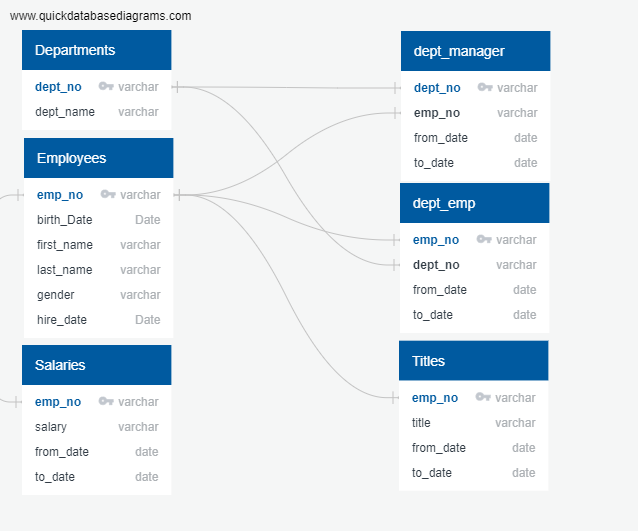 www.quickdatabasediagrams.com
Departments
dept_no varchar
dept_name varchar
Employees
emp_no varchar
birth_Date Date
first_name varchar
last_name varchar
gender varchar
hire_date Date
Salaries
emp_no varchar
salary varchar
from_date date
to_date date
dept_manager
dept_no varchar
emp_no varchar
from_date date
to_date date
dept_emp
emp_no varchar
dept_no varchar
from_date date
to_date date
Titles
emp_no varchar
title varchar
from_date date
to_date date